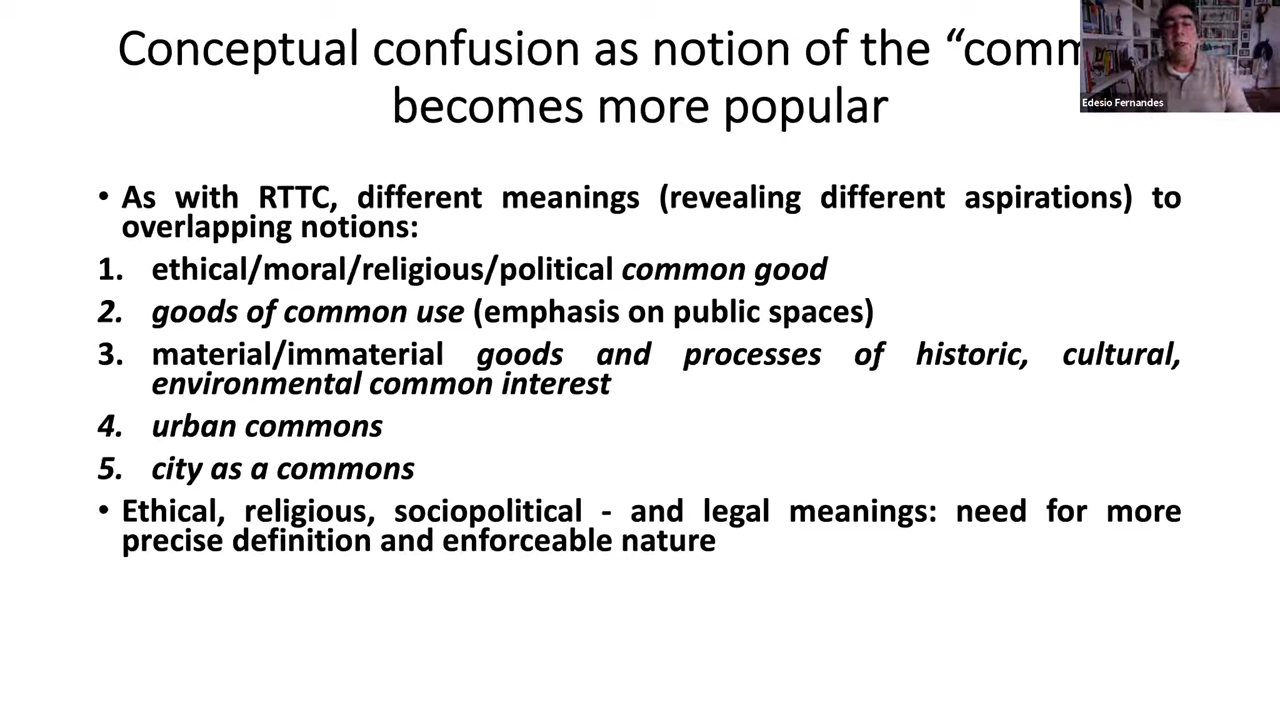 Conceptual confusion as notion of the
becomes more popular
Edesio Fernandes
• As with RTTC, different meanings (revealing different aspirations) to
overlapping notions:
1. ethical/moral/religious/political common good
2. goods of common use (emphasis on public spaces)
3. material/immaterial goods and processes of historic, cultural,
environmental common interest
4. urban commons
5. city as a commons
• Ethical, religious, sociopolitical - and legal meanings: need for more
precise definition and enforceable nature